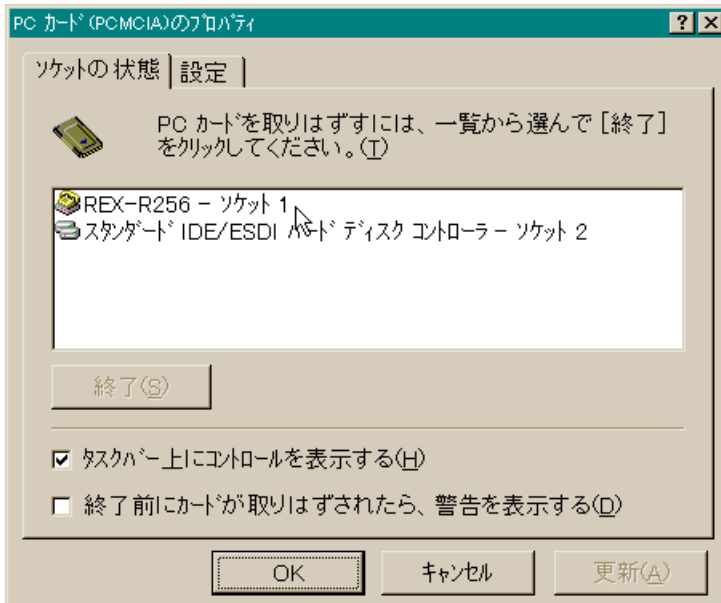 PC ｶｰﾄﾞ(PCMCIA)のﾌﾟﾛﾊﾟﾃｨ
ｿｹｯﾄの状態
設定
PC ｶｰﾄﾞを取りはずすには、一覧から選んで [終了]
をｸﾘｯｸしてください。(T)
REX-R256 - ｿｹｯﾄ 1
ｽﾀﾝﾀﾞｰﾄﾞ IDE/ESDI ﾊｰﾄﾞ ﾃﾞｨｽｸ ｺﾝﾄﾛｰﾗｰ - ｿｹｯﾄ 2
終了(S)
ﾀｽｸﾊﾞｰ上にｺﾝﾄﾛｰﾙを表示する(H)
終了前にｶｰﾄﾞが取りはずされたら、警告を表示する(D)
OK
ｷｬﾝｾﾙ
更新(A)